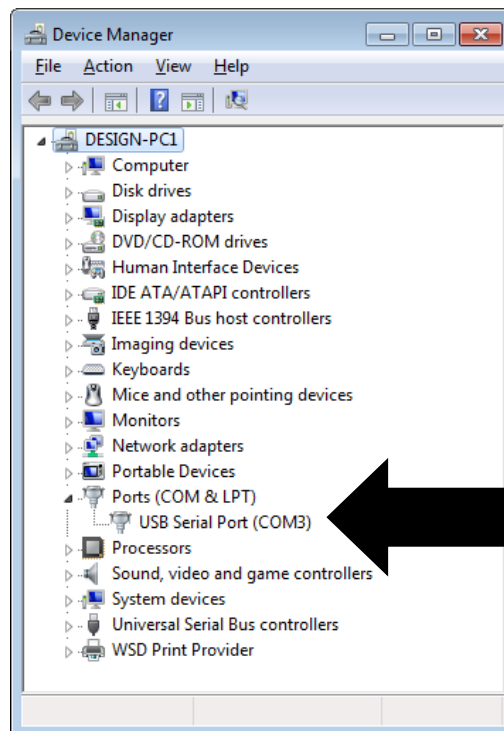 Device Manager
File Action View Help
DESIGN-PC1
Computer
Disk drives
Display adapters
DVD/CD-ROM drives
Human Interface Devices
IDE ATA/ATAPI controllers
IEEE 1394 Bus host controllers
Imaging devices
Keyboards
Mice and other pointing devices
Monitors
Network adapters
Portable Devices
Ports (COM & LPT)
USB Serial Port (COM3)
Processors
Sound, video and game controllers
System devices
Universal Serial Bus controllers
WSD Print Provider